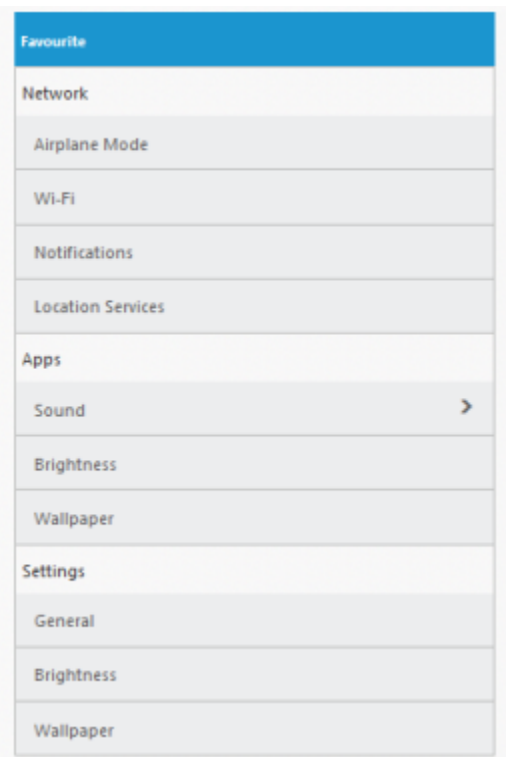 Favourite
Network
Airplane Mode
Wi-Fi
Notifications
Location Services
Apps
Sound
Brightness
Wallpaper
Settings
General
Brightness
Wallpaper